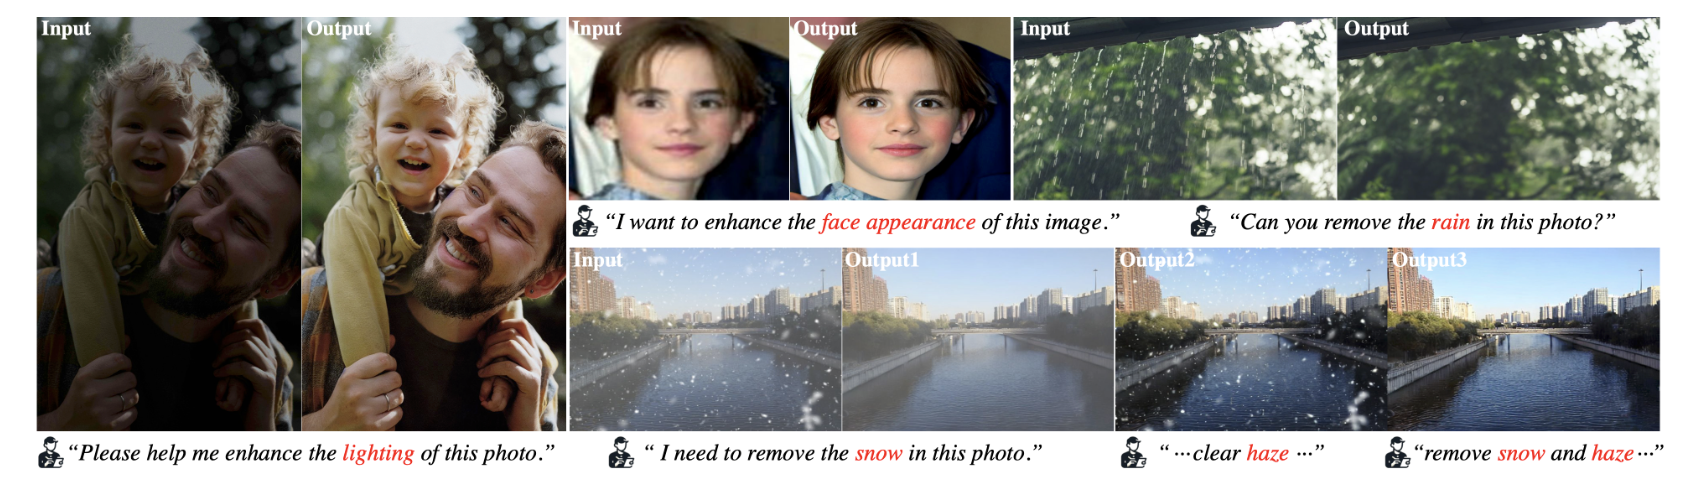 Input
Output
Input
Output
Input
Output
“I want to enhance the face appearance of this image.”
“Can you remove the rain in this photo?”
Input
Output1
Output2
Output3
“Please help me enhance the lighting of this photo.”
“ I need to remove the snow in this photo.”
“ ···clear haze ···”
“remove snow and haze···”